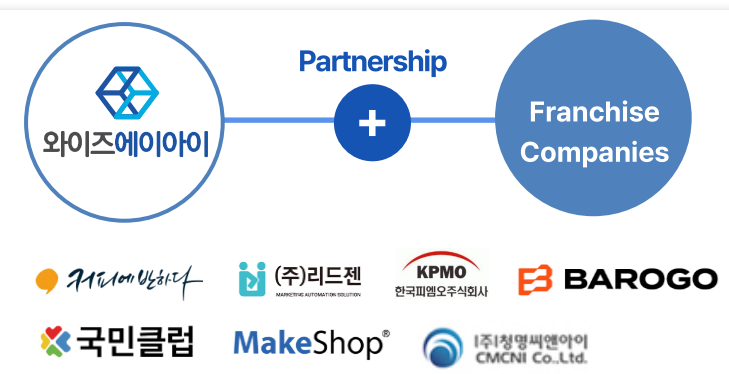 Partnership
와이즈에이아이
+
Franchise
Companies
커피에반하다
(주)리드젠
MARKETING AUTOMATION SOLUTION
KPMO
한국피엠오주식회사
BAROGO
국민클럽
MakeShop®
(주)청명씨앤아이
CMCNI Co.,Ltd.